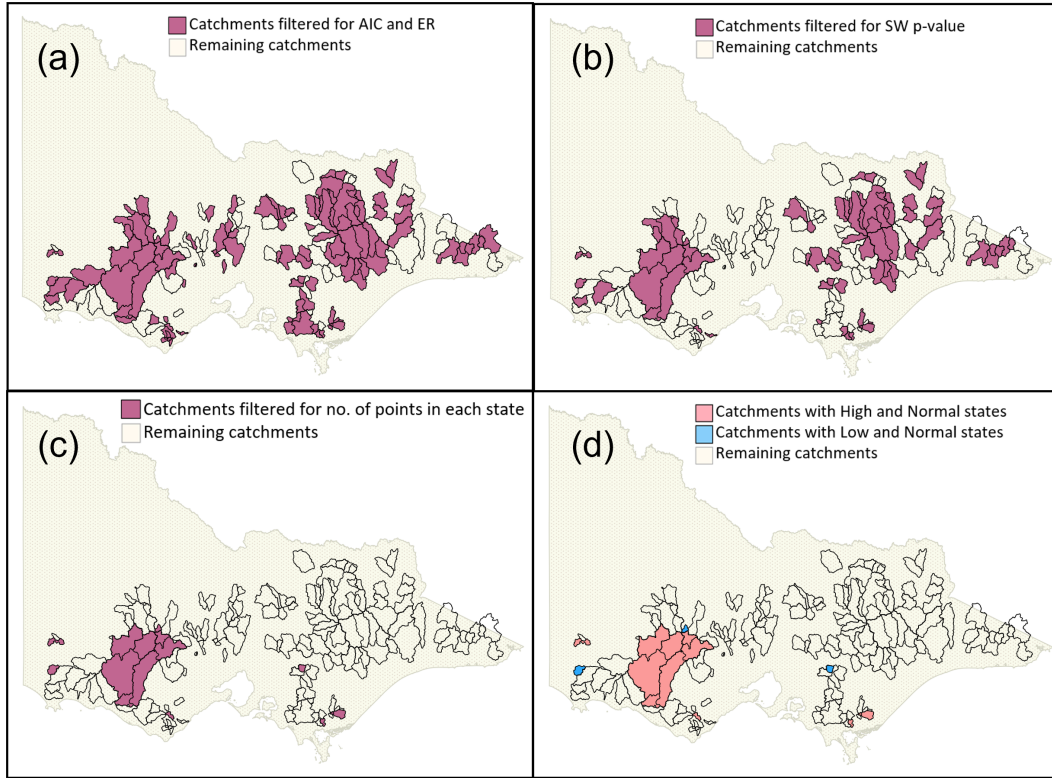 (a)
Catchments filtered for AIC and ER
Remaining catchments
(b)
Catchments filtered for SW p-value
Remaining catchments
(c)
Catchments filtered for no. of points in each state
Remaining catchments
(d)
Catchments with High and Normal states
Catchments with Low and Normal states
Remaining catchments